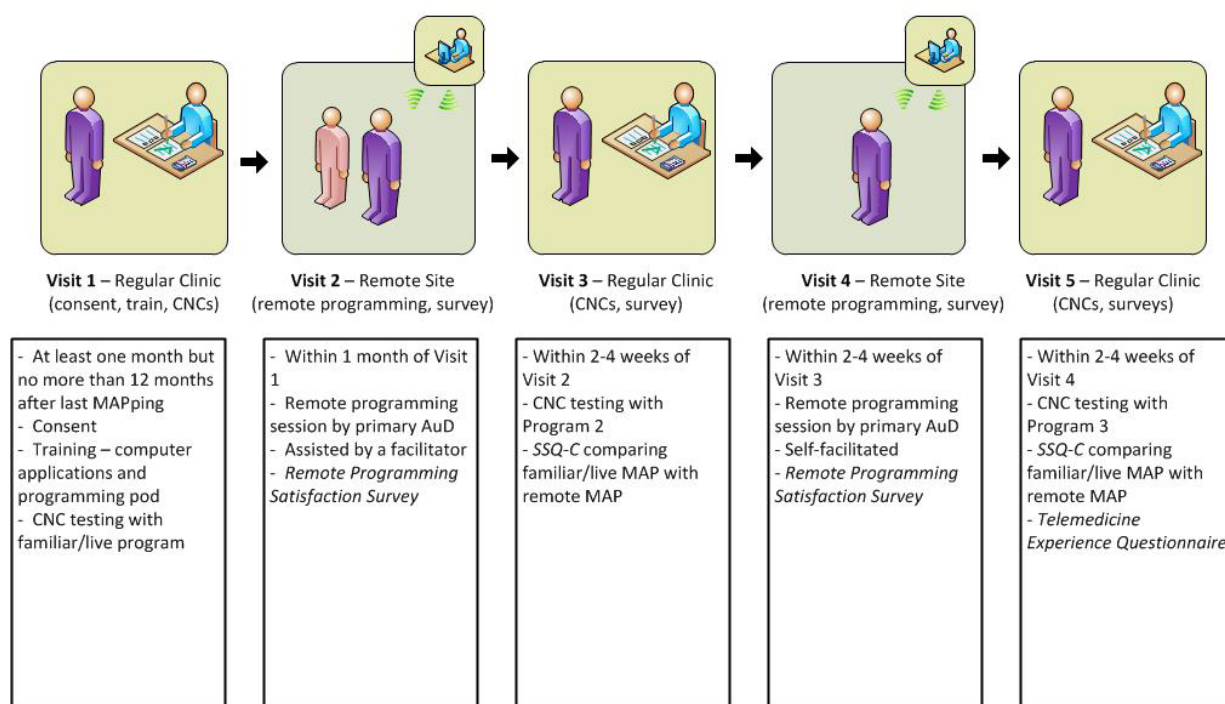 Visit 1 – Regular Clinic
(consent, train, CNCs)
Visit 2 – Remote Site
(remote programming, survey)
Visit 3 – Regular Clinic
(CNCs, survey)
Visit 4 – Remote Site
(remote programming, survey)
Visit 5 – Regular Clinic
(CNCs, surveys)
- At least one month but
no more than 12 months
after last MAPping
- Consent
- Training – computer
applications and
programming pod
- CNC testing with
familiar/live program
- Within 1 month of Visit
1
- Remote programming
session by primary AuD
- Assisted by a facilitator
- Remote Programming
Satisfaction Survey
- Within 2-4 weeks of
Visit 2
- CNC testing with
Program 2
- SSQ-C comparing
familiar/live MAP with
remote MAP
- Within 2-4 weeks of
Visit 3
- Remote programming
session by primary AuD
- Self-facilitated
- Remote Programming
Satisfaction Survey
- Within 2-4 weeks of
Visit 4
- CNC testing with
Program 3
- SSQ-C comparing
familiar/live MAP with
remote MAP
- Telemedicine
Experience Questionnaire